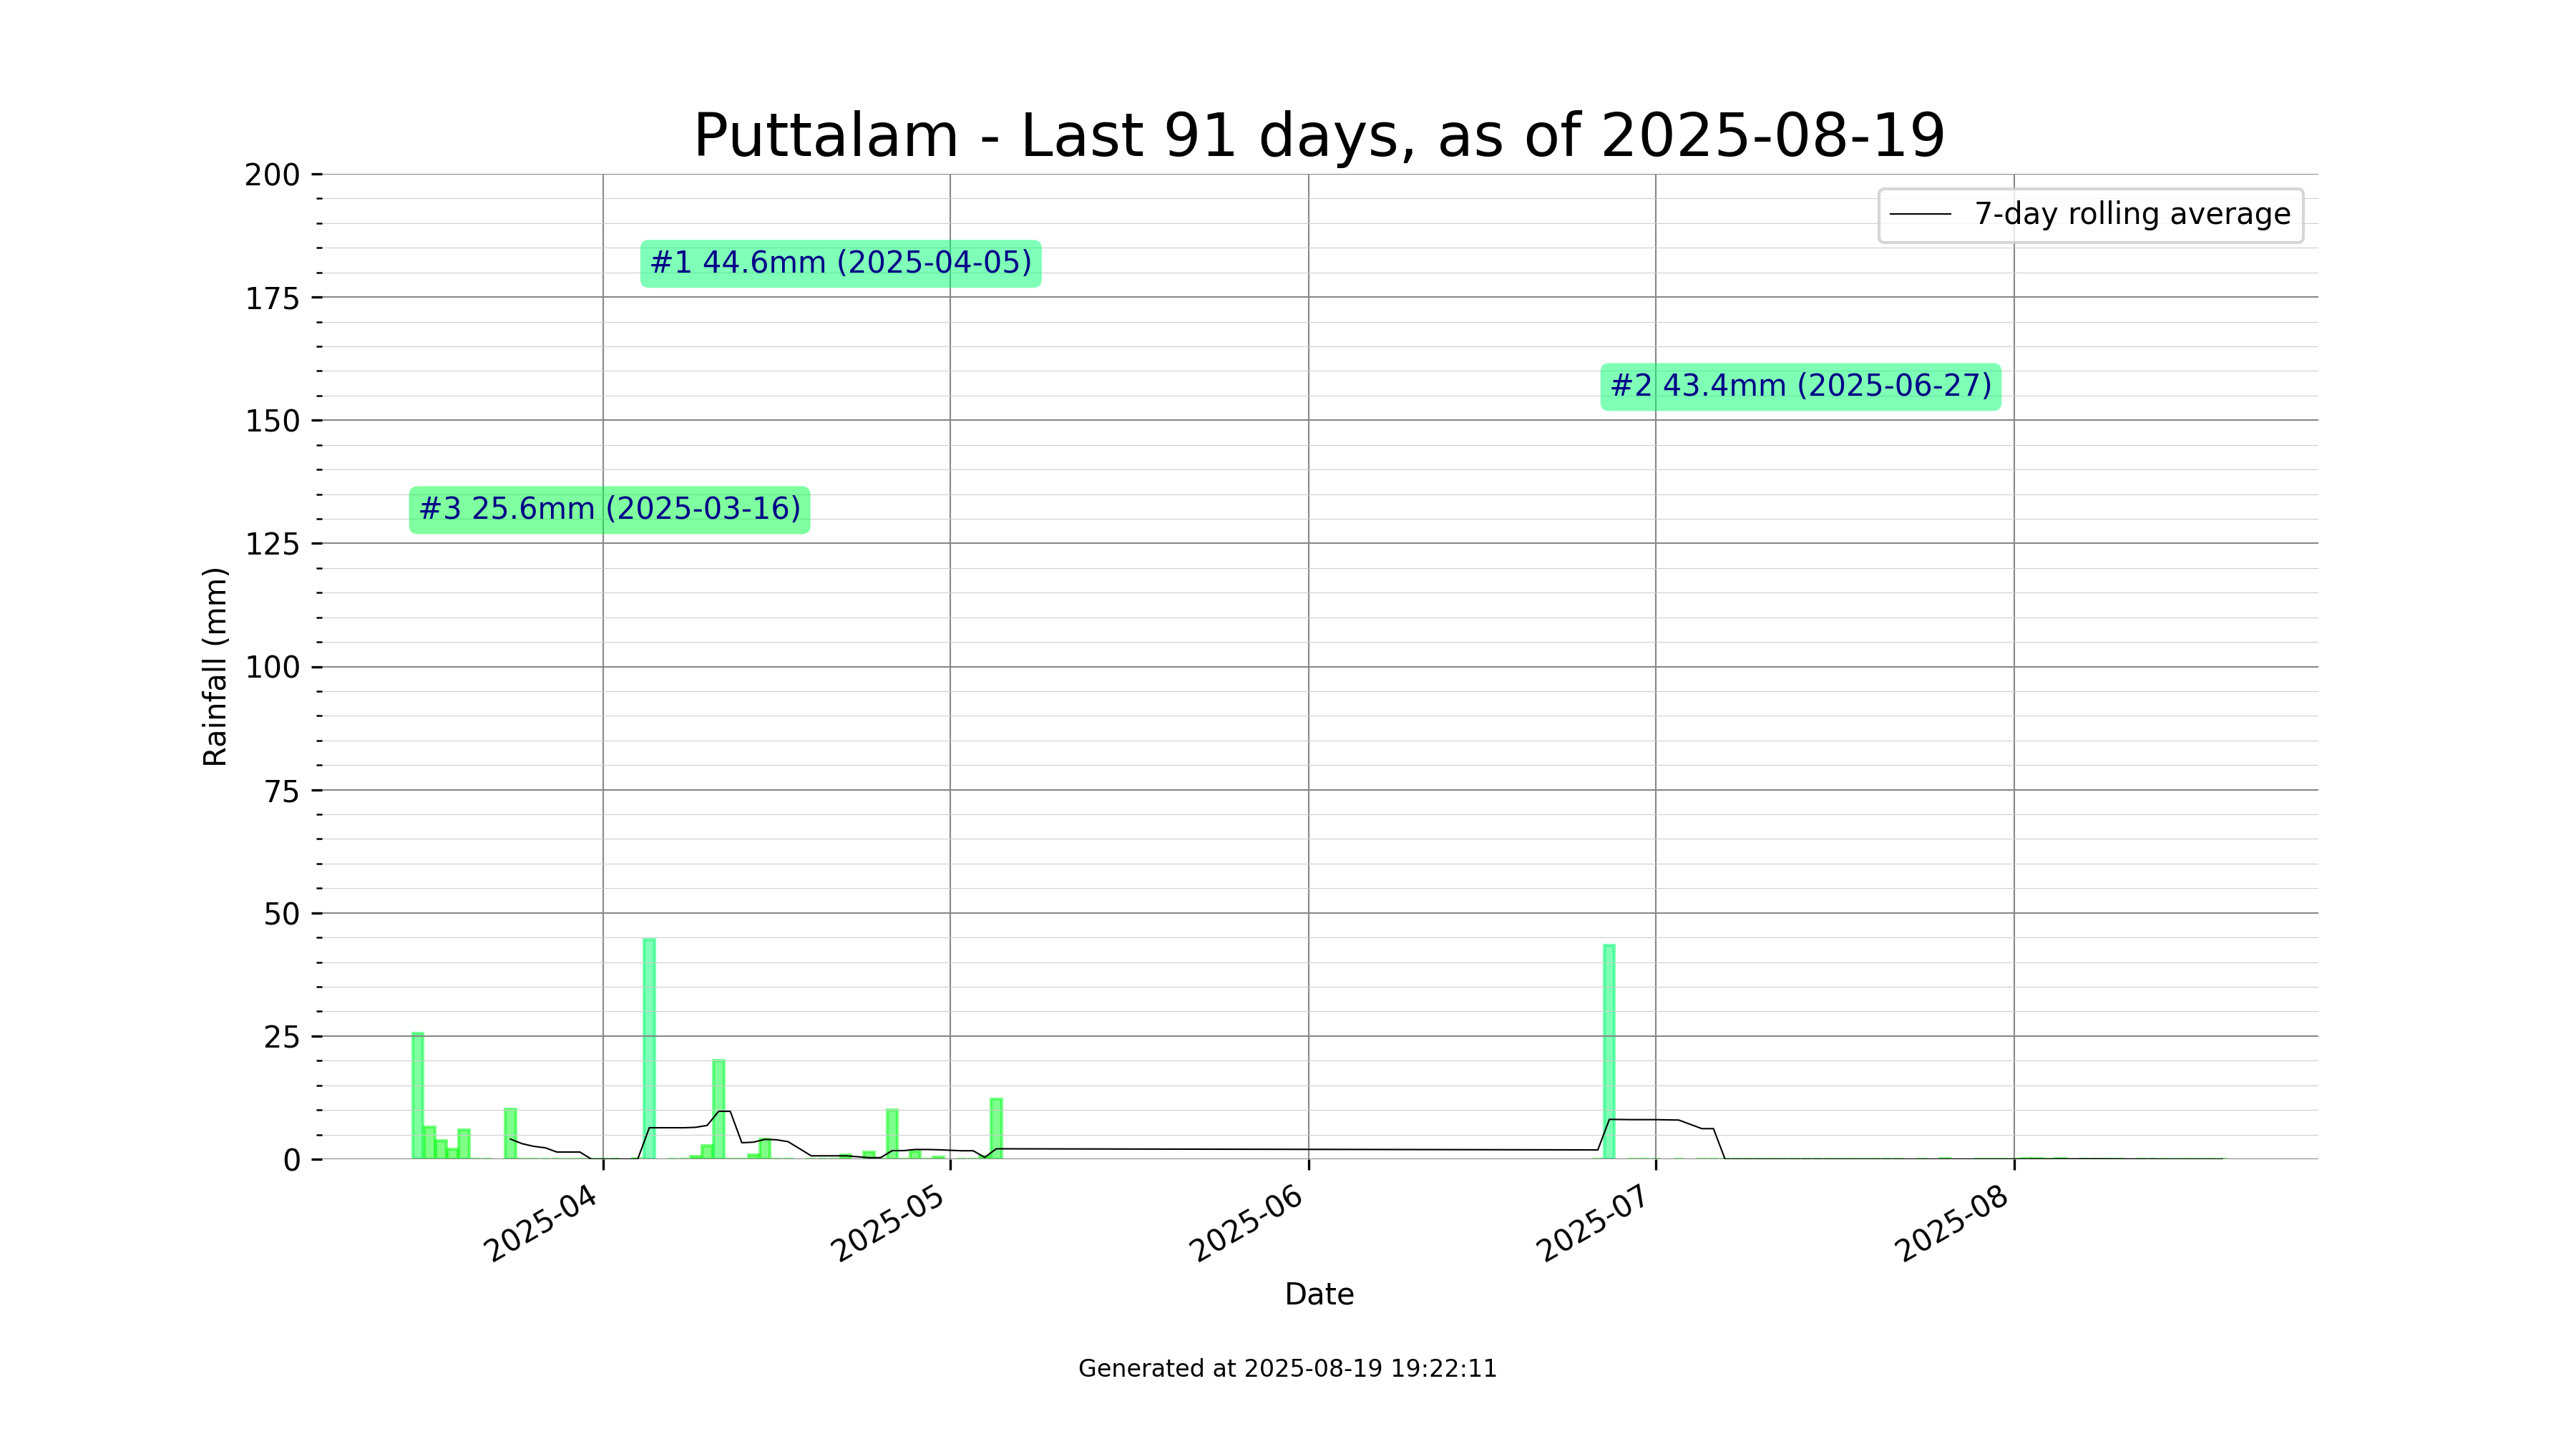 Puttalam - Last 91 days, as of 2025-08-19
200
175
150
125
100
75
50
25
0
Rainfall (mm)
7-day rolling average
#1 44.6mm (2025-04-05)
#2 43.4mm (2025-06-27)
#3 25.6mm (2025-03-16)
2025-04
2025-05
2025-06
2025-07
2025-08
Date
Generated at 2025-08-19 19:22:11